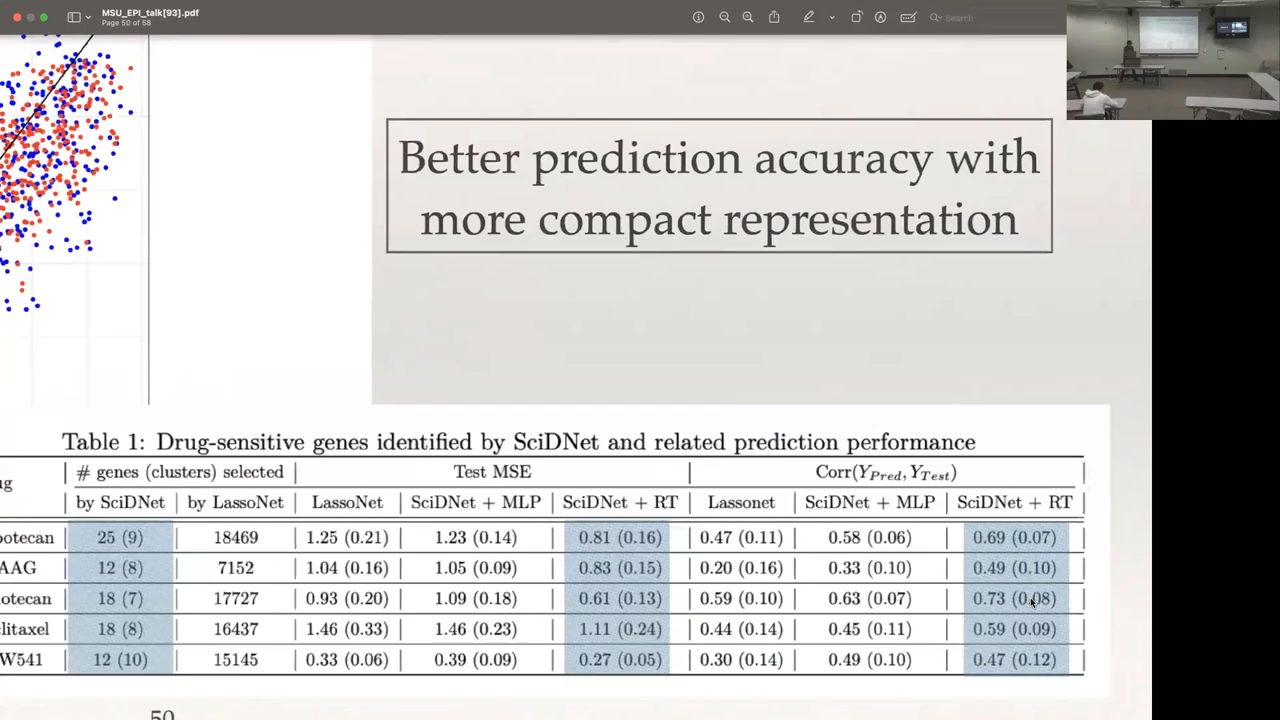 MSU_EPI_talk[93].pdf
Page 50 of 58
Search
Better prediction accuracy with
more compact representation
Table 1: Drug-sensitive genes identified by SciDNet and related prediction performance
ug | # genes (clusters) selected | Test MSE | Corr(Y_Pred, Y_Test) |
| by SciDNet | by LassoNet | LassoNet | SciDNet + MLP | SciDNet + RT | Lassonet | SciDNet + MLP | SciDNet + RT |
otecan | 25 (9) | 18469 | 1.25 (0.21) | 1.23 (0.14) | 0.81 (0.16) | 0.47 (0.11) | 0.58 (0.06) | 0.69 (0.07) |
AAG | 12 (8) | 7152 | 1.04 (0.16) | 1.05 (0.09) | 0.83 (0.15) | 0.20 (0.16) | 0.33 (0.10) | 0.49 (0.10) |
otecan | 18 (7) | 17727 | 0.93 (0.20) | 1.09 (0.18) | 0.61 (0.13) | 0.59 (0.10) | 0.63 (0.07) | 0.73 (0.08) |
litaxel | 18 (8) | 16437 | 1.46 (0.33) | 1.46 (0.23) | 1.11 (0.24) | 0.44 (0.14) | 0.45 (0.11) | 0.59 (0.09) |
W541 | 12 (10) | 15145 | 0.33 (0.06) | 0.39 (0.09) | 0.27 (0.05) | 0.30 (0.14) | 0.49 (0.10) | 0.47 (0.12) |
50